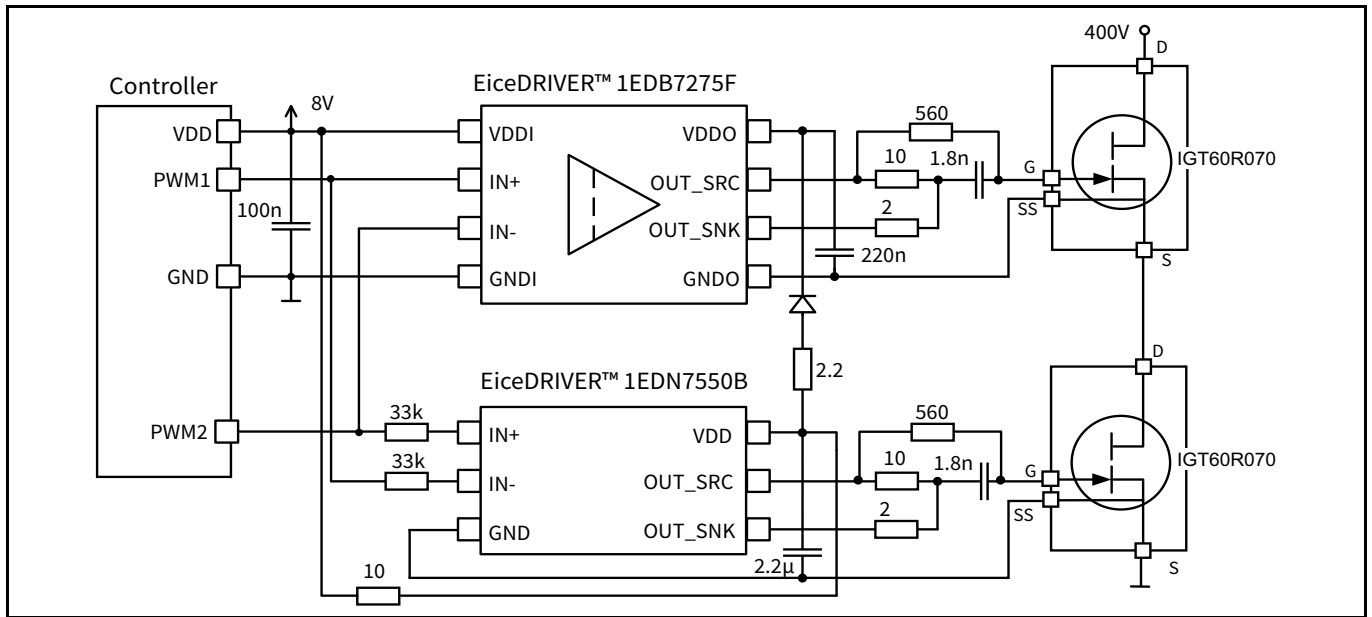 400V
D
Controller
8V
EiceDRIVER™ 1EDB7275F
VDD
VDDI
VDDO
560
10
1.8n
G
IGT60R070
PWM1
IN+
OUT_SRC
SS
100n
IN-
OUT_SNK
2
GND
GNDI
GNDO
220n
S
2.2
D
EiceDRIVER™ 1EDN7550B
33k
560
PWM2
IN+
VDD
10
1.8n
G
IGT60R070
33k
IN-
OUT_SRC
SS
2
GND
OUT_SNK
2.2µ
10
S